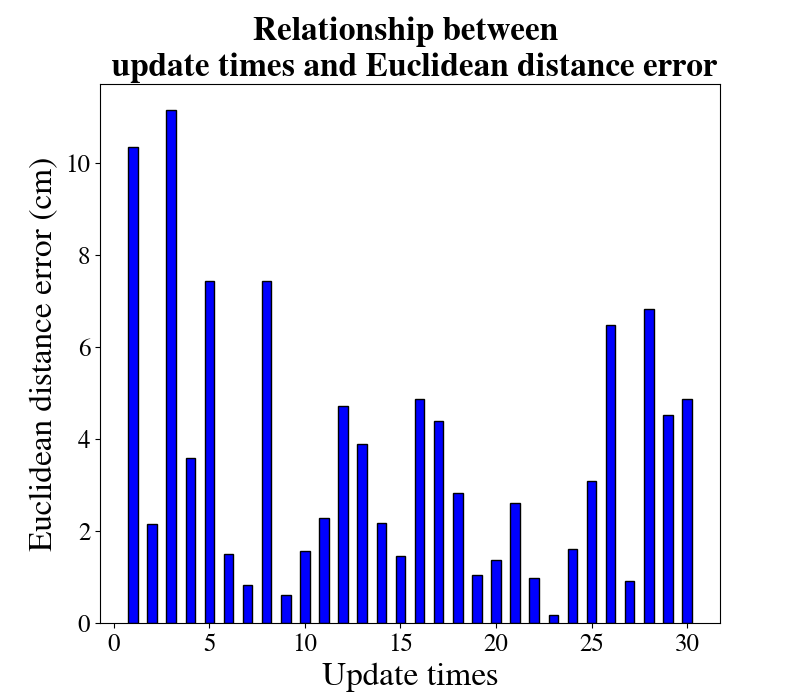 Relationship between
update times and Euclidean distance error
Euclidean distance error (cm)
10
8
6
4
2
0
0 5 10 15 20 25 30
Update times